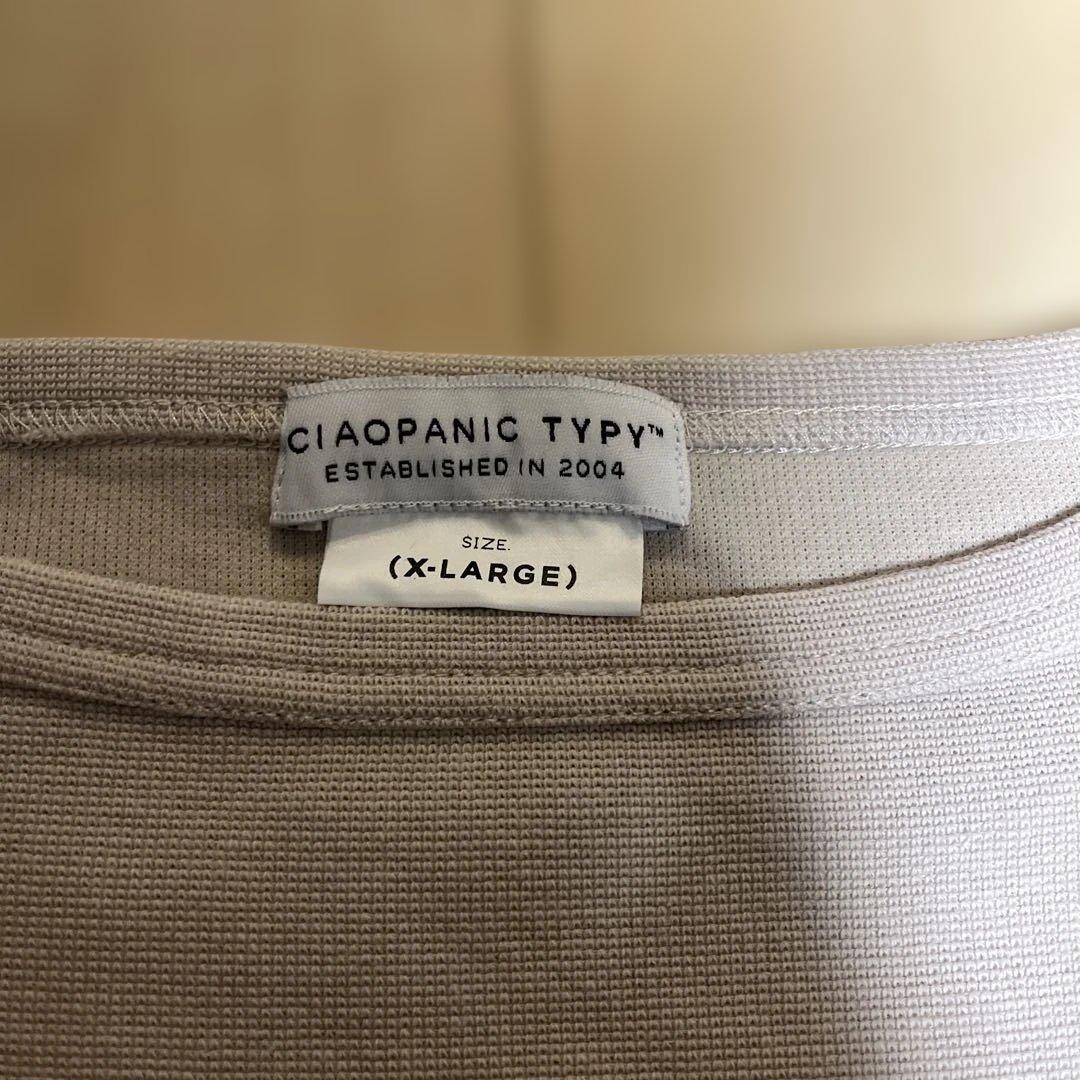 CIAOPANIC TYPY™
ESTABLISHED IN 2004
SIZE.
(X-LARGE)